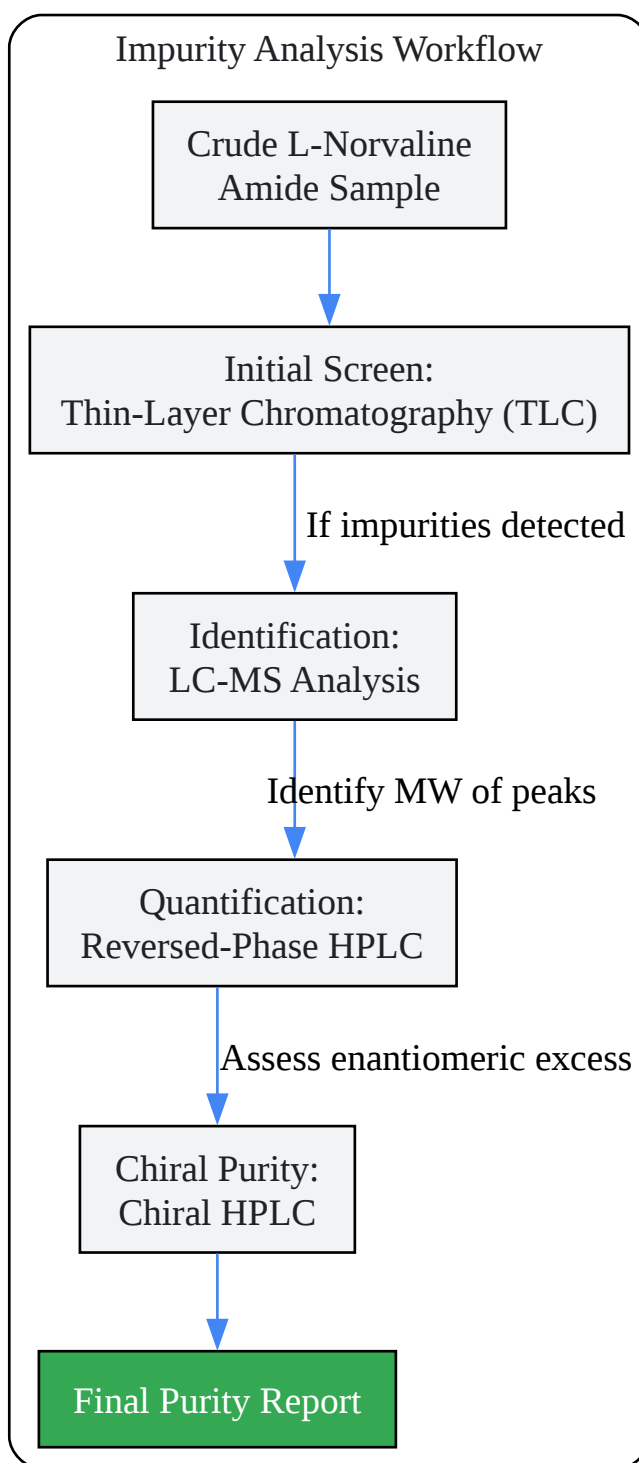 Impurity Analysis Workflow
Crude L-Norvaline
Amide Sample
Initial Screen:
Thin-Layer Chromatography (TLC)
If impurities detected
Identification:
LC-MS Analysis
Identify MW of peaks
Quantification:
Reversed-Phase HPLC
Assess enantiomeric excess
Chiral Purity:
Chiral HPLC
Final Purity Report